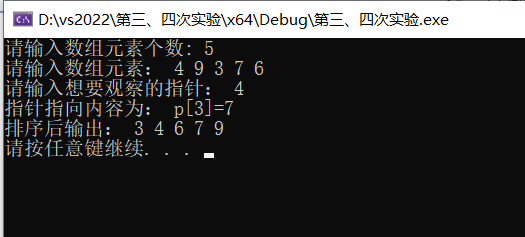 D:\vs2022\第三、四次实验\x64\Debug\第三、四次实验.exe
请输入数组元素个数: 5
请输入数组元素： 4 9 3 7 6
请输入想要观察的指针： 4
指针指向内容为： p[3]=7
排序后输出： 3 4 6 7 9
请按任意键继续. . .